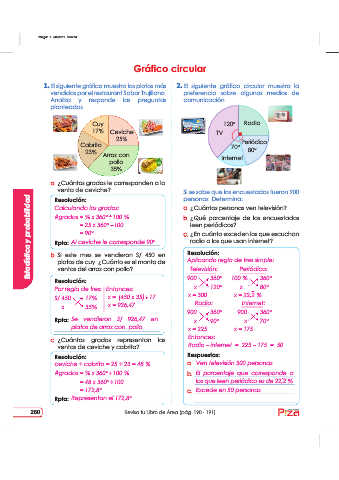 Gráfico circular
1. El siguiente gráfico muestra los platos más
vendidos por el restaurant Sabor Trujillano.
Analiza y responde las preguntas
planteadas
Cuy
17%
Ceviche
25%
Cabrito
23%
Arroz con
pollo
35%
a ¿Cuántos grados le corresponden a la
venta de ceviche?
Resolución:
Calculando los grados:
#grados = % x 360° ÷ 100 %
= 25 x 360° ÷ 100
= 90°
Rpta: Al ceviche le corresponde 90°
b Si este mes se vendieron S/ 450 en
platos de cuy ¿Cuánto es el monto de
ventas del arroz con pollo?
Resolución:
Por regla de tres: Entonces:
S/ 450 17% x = (450 x 35) ÷ 17
x 35% x = 926,47
Rpta: Se vendieron S/ 926,47 en
platos de arroz con pollo
c ¿Cuántos grados representan las
ventas de ceviche y cabrito?
Resolución:
ceviche + cabrito = 25 + 23 = 48 %
#grados = % x 360° ÷ 100 %
= 48 x 360° ÷ 100
= 172,8°
Rpta: Representan el 172,8°
2. El siguiente gráfico circular muestra la
preferencia sobre algunos medios de
comunicación
120°
Radio
TV
Periódico
80°
70°
Internet
Si se sabe que los encuestados fueron 900
personas. Determina:
a ¿Cuántas personas ven televisión?
b ¿Qué porcentaje de los encuestados
leen periódicos?
c ¿En cuánto exceden los que escuchan
radio a los que usan internet?
Resolución:
Aplicando regla de tres simple:
Televisión: Periódico:
900 360° 100 % 360°
x 120° x 80°
x = 300 x = 22,2 %
Radio: Internet:
900 360° 900 360°
x 90° x 70°
x = 225 x = 175
Entonces:
Radio – Internet = 225 – 175 = 50
Respuestas:
a Ven televisión 300 personas
b El porcentaje que corresponde a
los que leen periódico es de 22,2 %
c Excede en 50 personas
Estadística y probabilidad
260
Revisa tu Libro de Área (pág. 190 - 191)